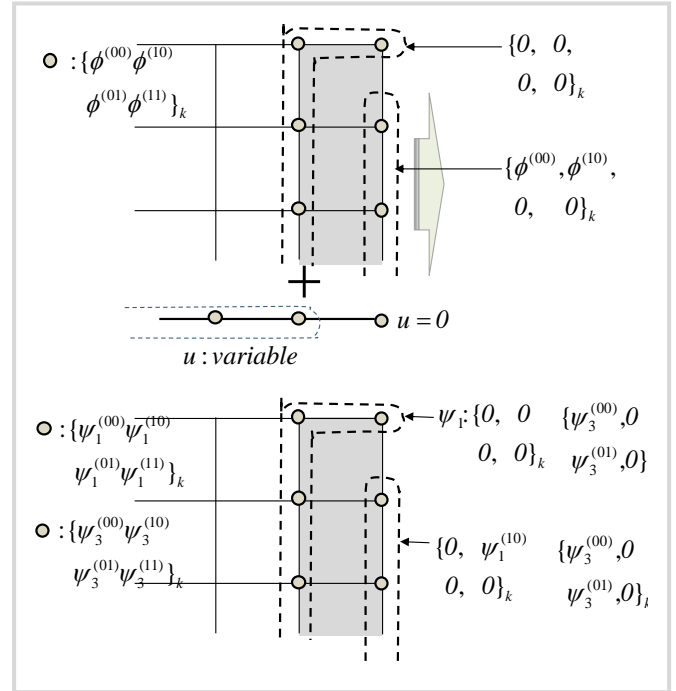 : {ϕ^(00) ϕ^(10)
ϕ^(01) ϕ^(11)}_k
{0, 0,
0, 0}_k
{ϕ^(00), ϕ^(10),
0, 0}_k
+
u = 0
u : variable
: {ψ_1^(00) ψ_1^(10)
ψ_1^(01) ψ_1^(11)}_k
: {ψ_3^(00) ψ_3^(10)
ψ_3^(01) ψ_3^(11)}_k
ψ_1: {0, 0 {ψ_3^(00), 0
0, 0}_k ψ_3^(01), 0}
{0, ψ_1^(10) {ψ_3^(00), 0
0, 0}_k ψ_3^(01), 0}_k